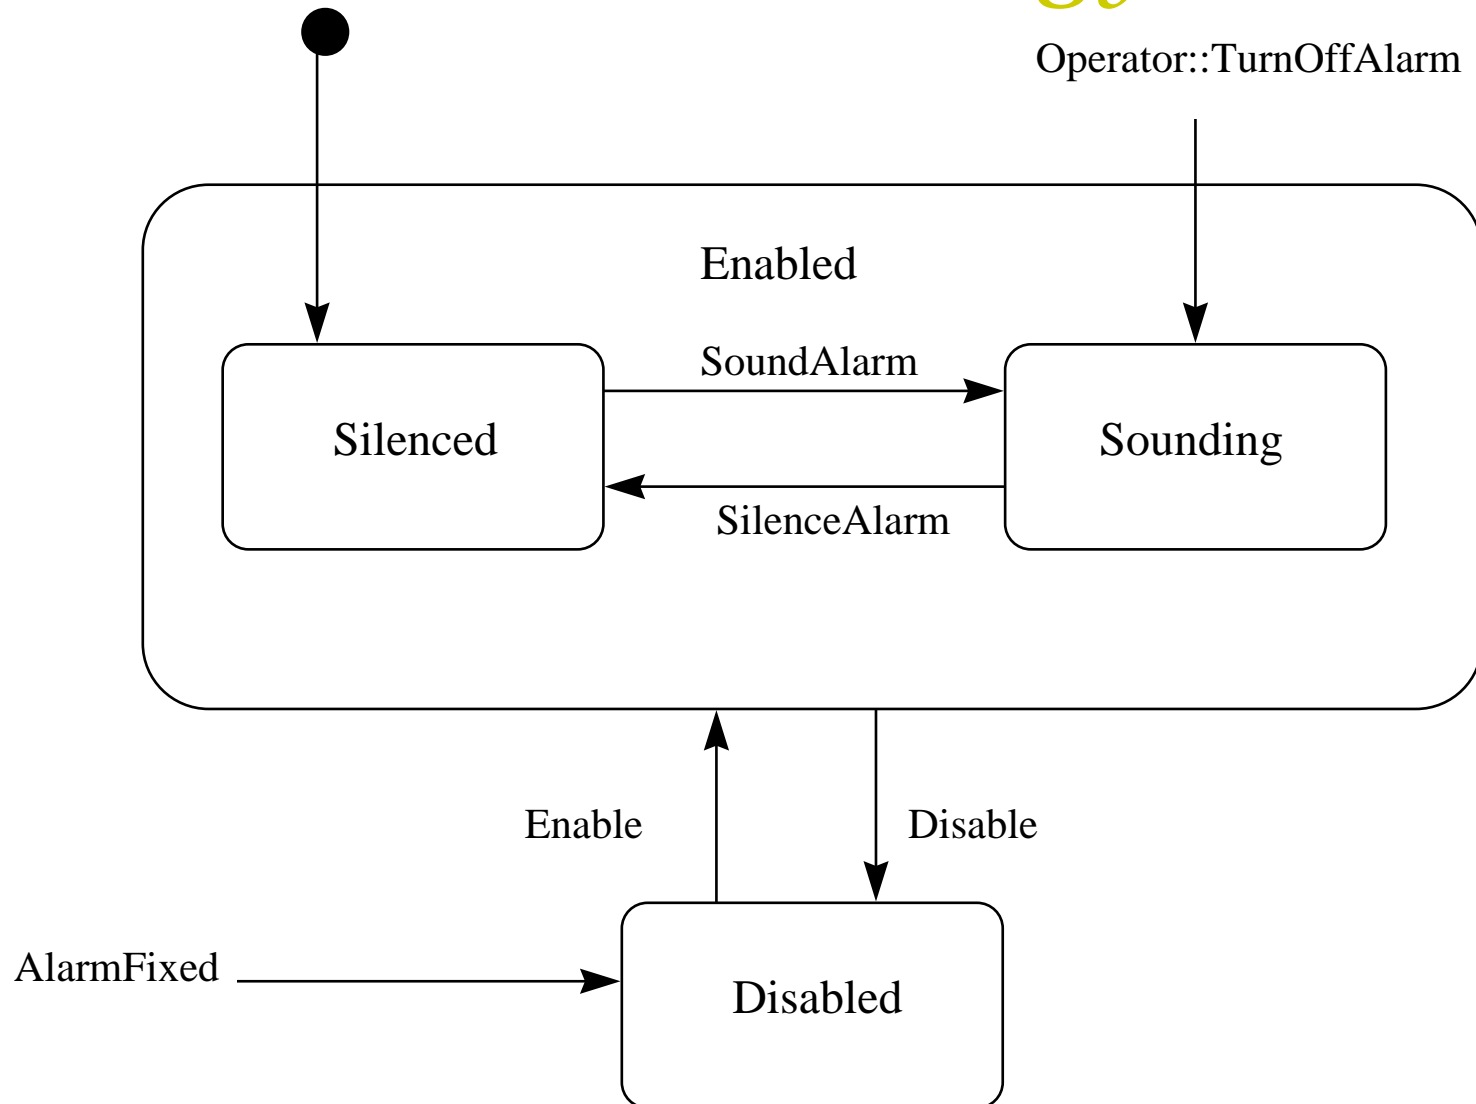 Operator::TurnOffAlarm
Enabled
SoundAlarm
Silenced
Sounding
SilenceAlarm
Enable
Disable
AlarmFixed
Disabled